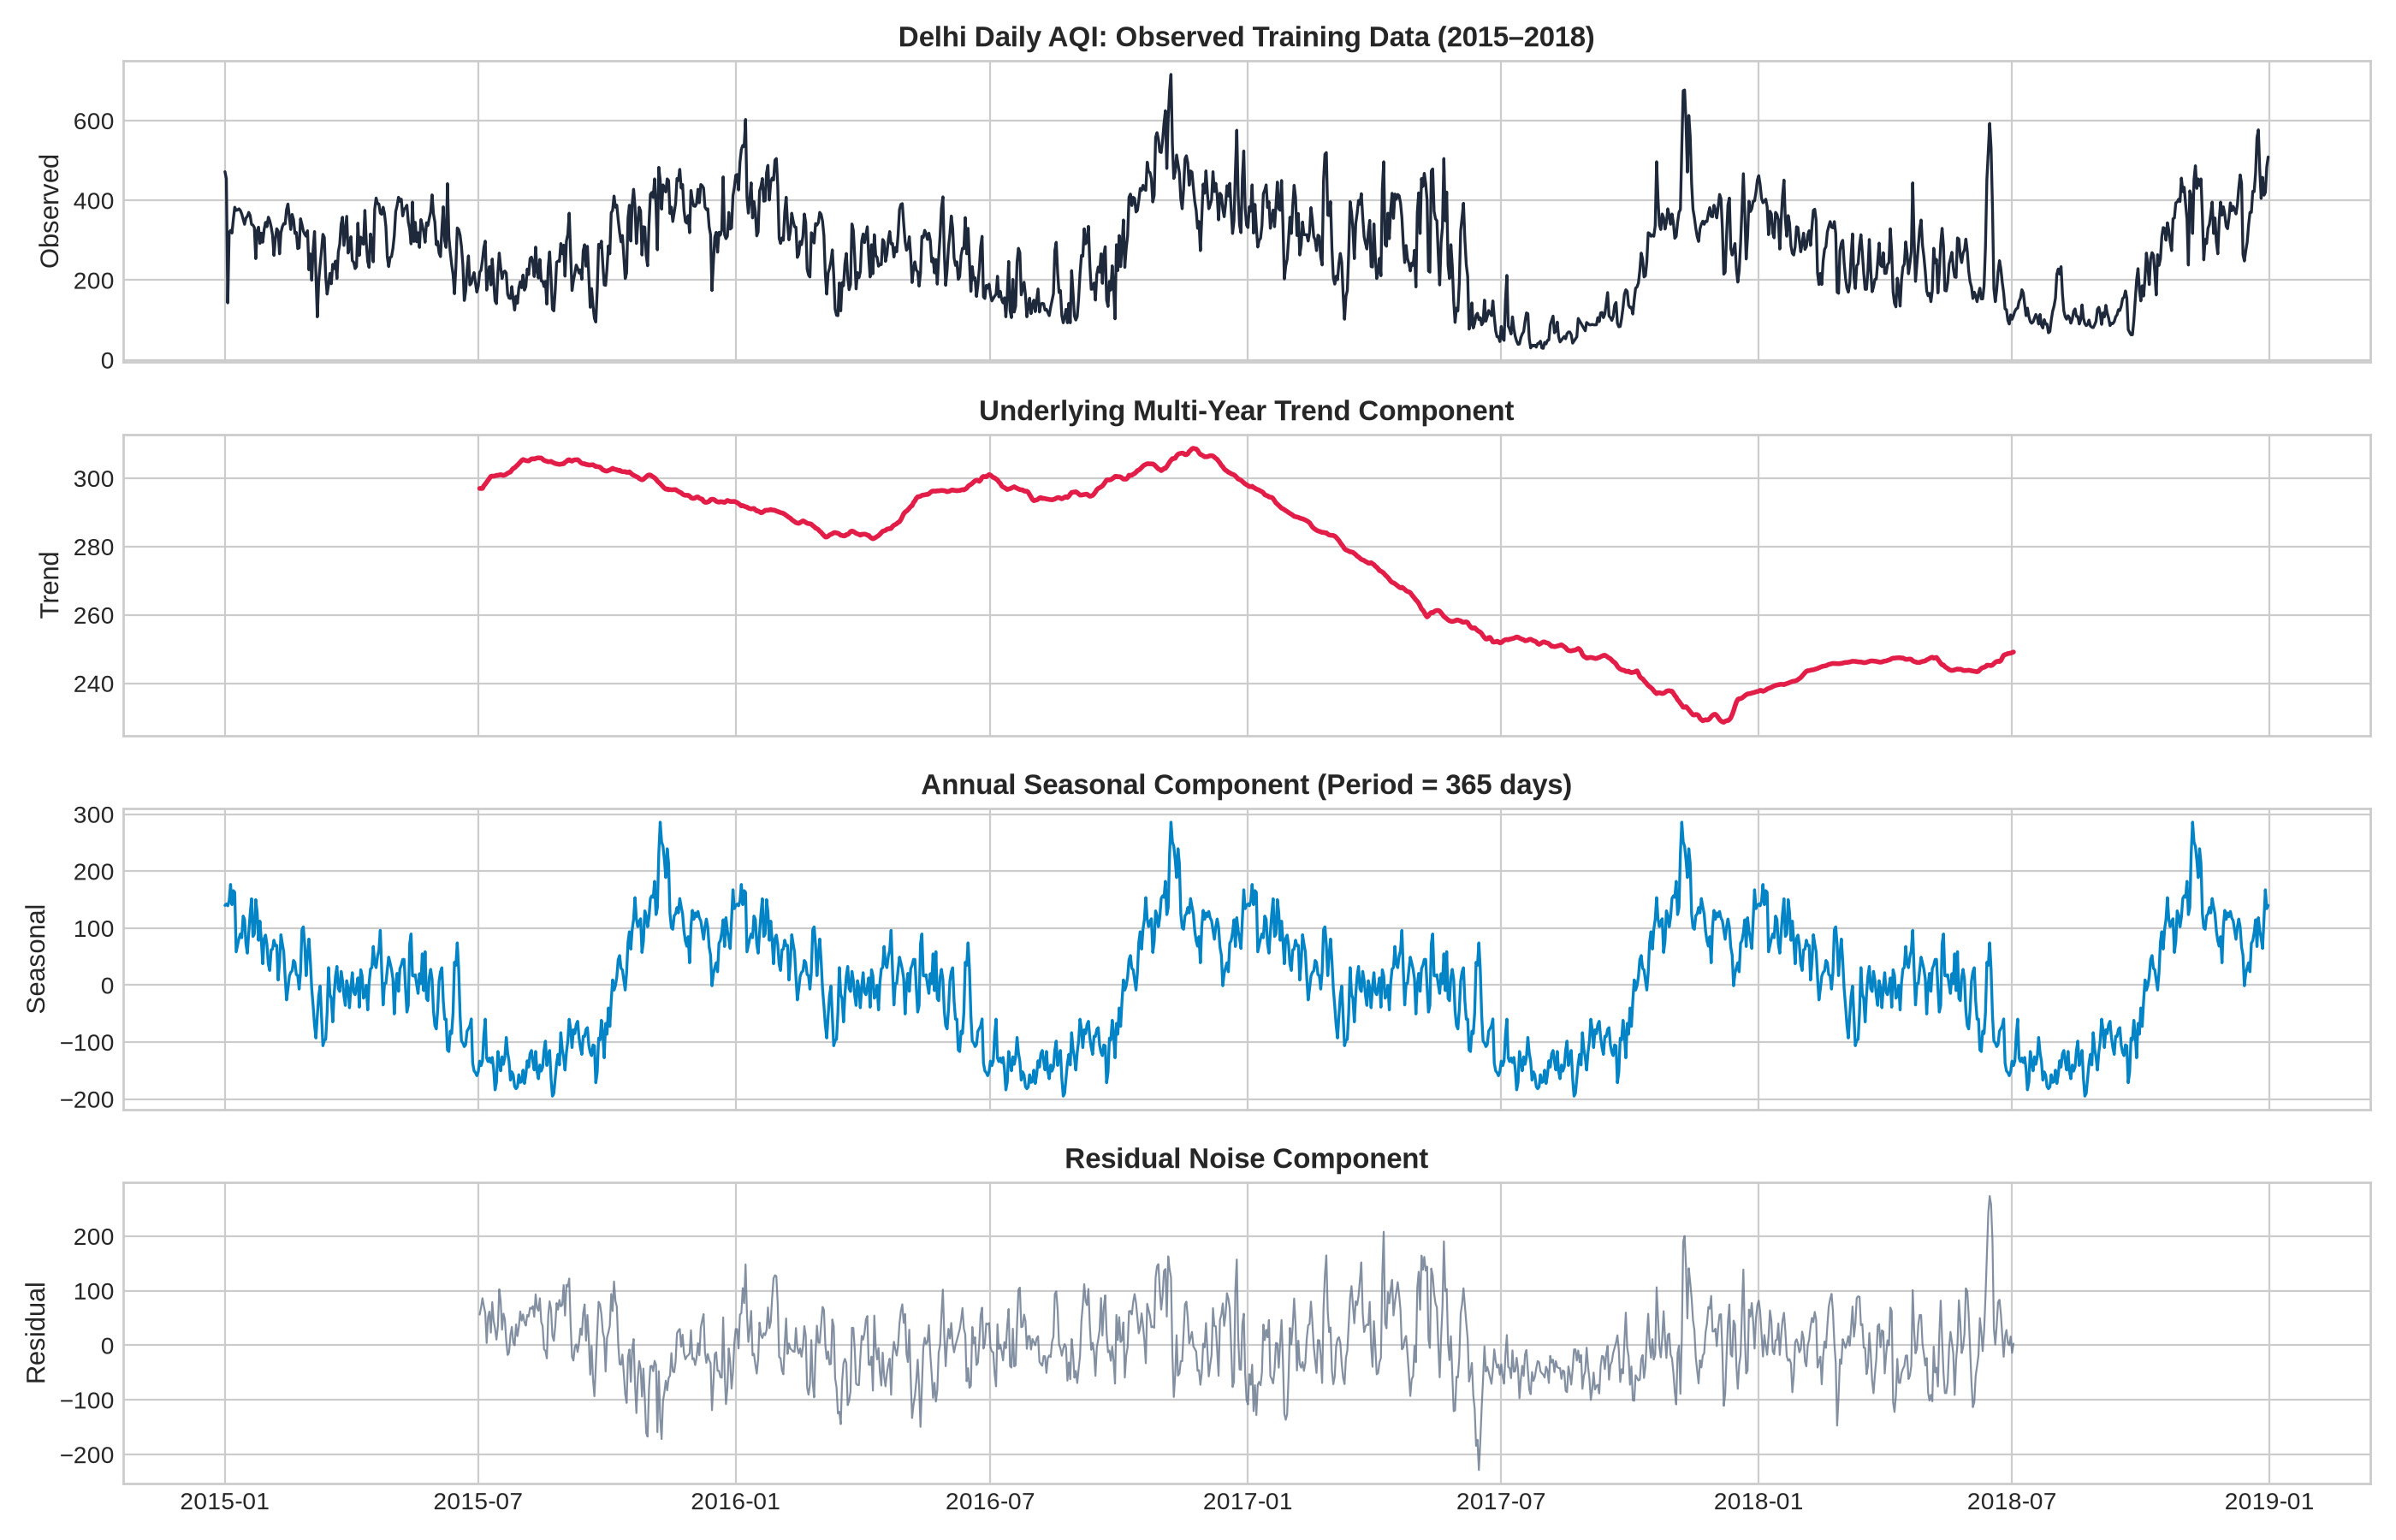 Delhi Daily AQI: Observed Training Data (2015–2018)
Observed
600
400
200
0
Underlying Multi-Year Trend Component
Trend
300
280
260
240
Annual Seasonal Component (Period = 365 days)
Seasonal
300
200
100
0
−100
−200
Residual Noise Component
Residual
200
100
0
−100
−200
2015-01 2015-07 2016-01 2016-07 2017-01 2017-07 2018-01 2018-07 2019-01